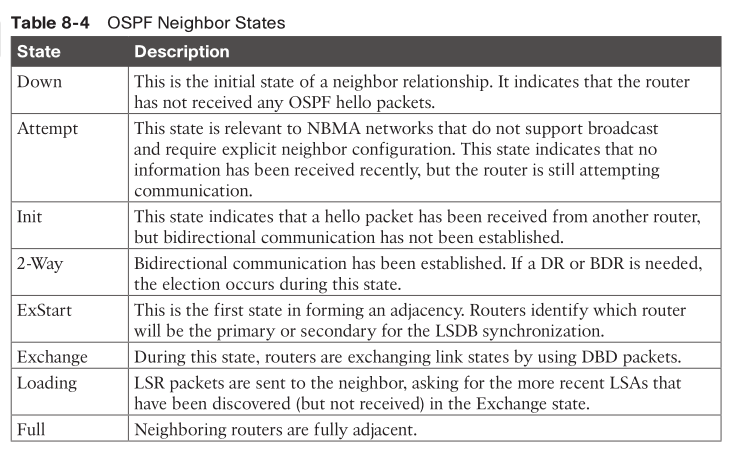 Table 8-4 OSPF Neighbor States
State Description
Down This is the initial state of a neighbor relationship. It indicates that the router
has not received any OSPF hello packets.
Attempt This state is relevant to NBMA networks that do not support broadcast
and require explicit neighbor configuration. This state indicates that no
information has been received recently, but the router is still attempting
communication.
Init This state indicates that a hello packet has been received from another router,
but bidirectional communication has not been established.
2-Way Bidirectional communication has been established. If a DR or BDR is needed,
the election occurs during this state.
ExStart This is the first state in forming an adjacency. Routers identify which router
will be the primary or secondary for the LSDB synchronization.
Exchange During this state, routers are exchanging link states by using DBD packets.
Loading LSR packets are sent to the neighbor, asking for the more recent LSAs that
have been discovered (but not received) in the Exchange state.
Full Neighboring routers are fully adjacent.